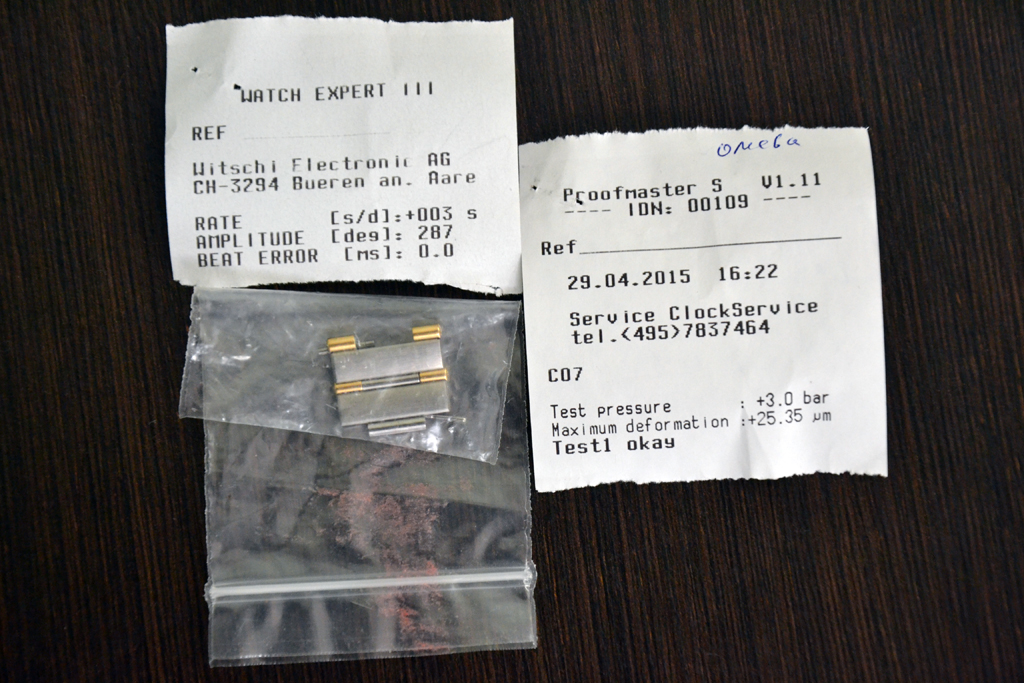 WATCH EXPERT III
REF
Witschi Electronic AG
CH-3294 Bueren an. Aare
RATE [s/d]:+003 s
AMPLITUDE [deg]: 287
BEAT ERROR [ms]: 0.0
омега
Proofmaster S V1.11
---- IDN: 00109 ----
Ref
29.04.2015 16:22
Service ClockService
tel.<495>7837464
C07
Test pressure : +3.0 bar
Maximum deformation :+25.35 µm
Test1 okay